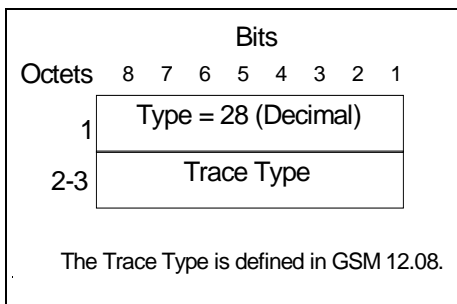 Bits
Octets 8 7 6 5 4 3 2 1
1 Type = 28 (Decimal)
2-3 Trace Type
The Trace Type is defined in GSM 12.08.